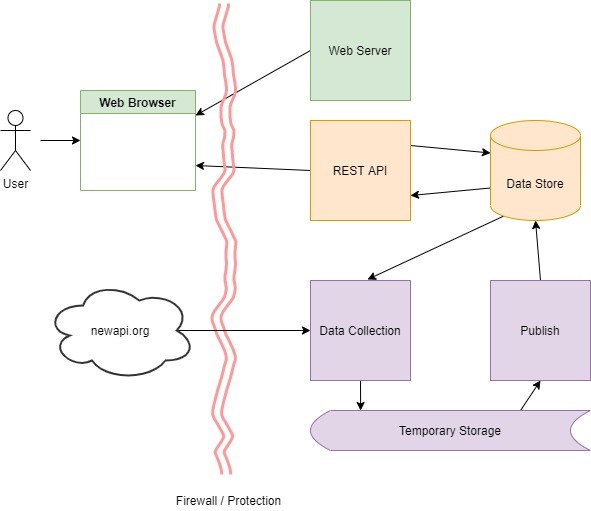 Web Server
Web Browser
User
REST API
Data Store
newapi.org
Data Collection
Publish
Temporary Storage
Firewall / Protection